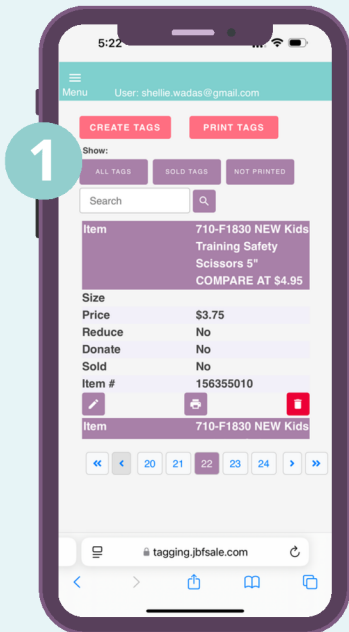 5:22
1
Menu User: shellie.wadas@gmail.com
CREATE TAGS PRINT TAGS
Show:
ALL TAGS SOLD TAGS NOT PRINTED
Search
Item 710-F1830 NEW Kids
Training Safety
Scissors 5"
COMPARE AT $4.95
Size
Price $3.75
Reduce No
Donate No
Sold No
Item # 156355010
Item 710-F1830 NEW Kids
« ‹ 20 21 22 23 24 › »
tagging.jbfsale.com